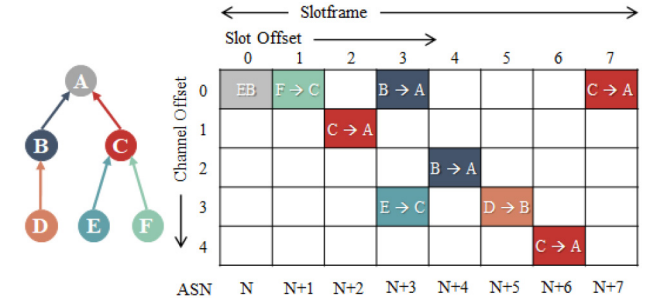 Slotframe
Slot Offset
0 1 2 3 4 5 6 7
Channel Offset
0 EB F → C B → A C → A
1 C → A
2 B → A
3 E → C D → B
4 C → A
ASN N N+1 N+2 N+3 N+4 N+5 N+6 N+7
A
B C
D E F